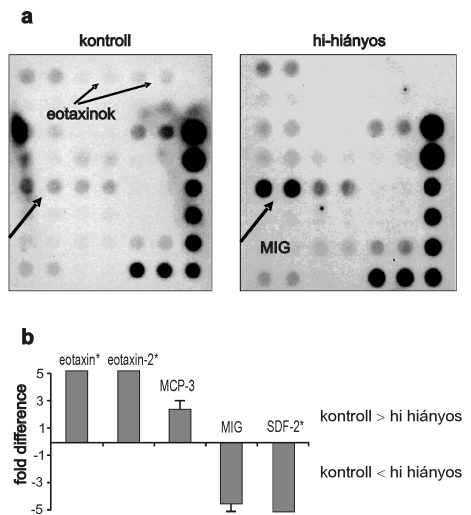 a
kontroll
hi-hiányos
eotaxinok
MIG
b
eotaxin*
eotaxin-2*
MCP-3
MIG
SDF-2*
fold difference
5
3
1
-1
-3
-5
kontroll > hi hiányos
kontroll < hi hiányos